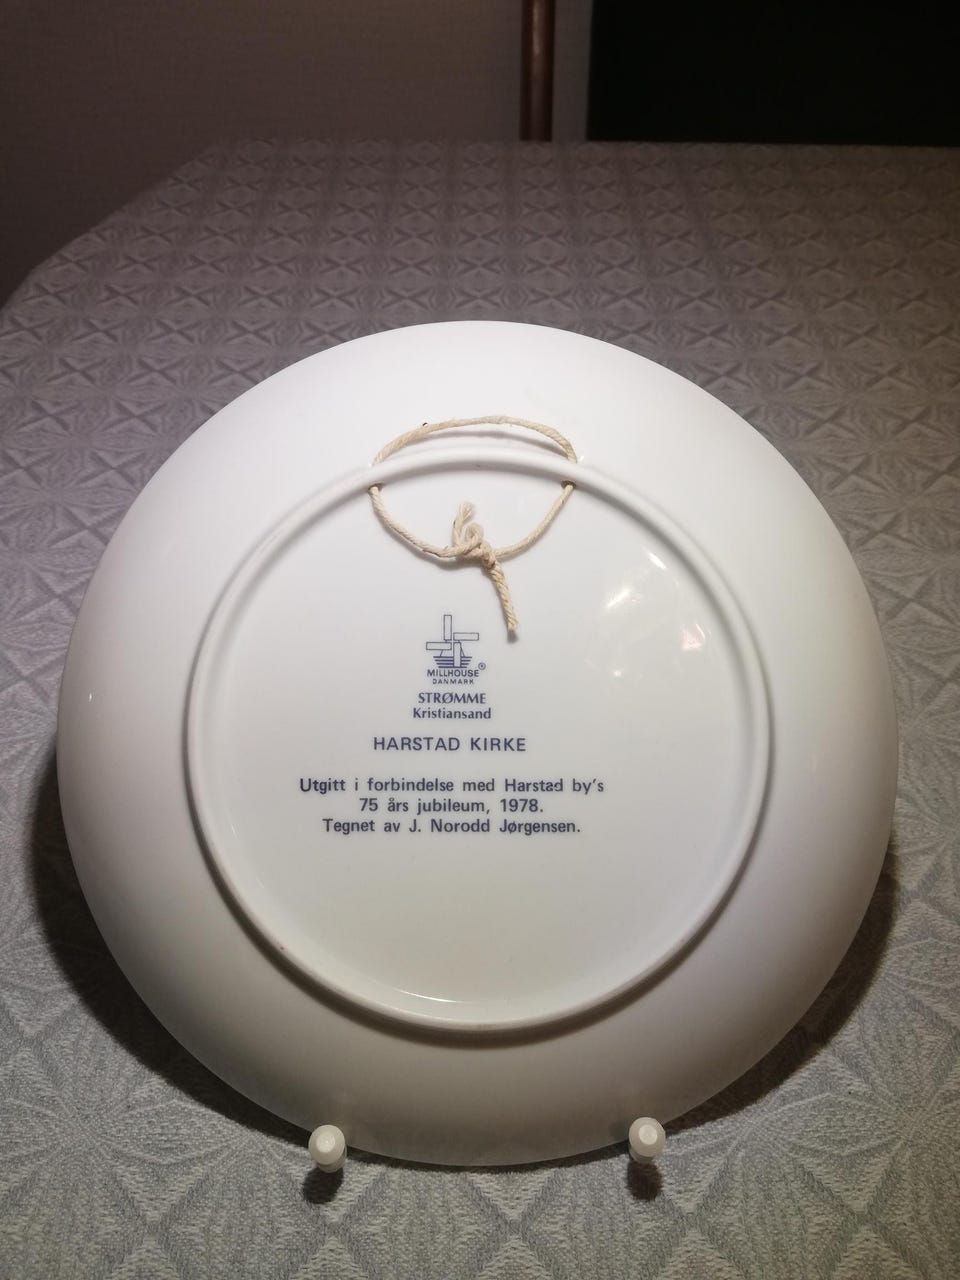 MILLHOUSE®
DANMARK
STRØMME
Kristiansand
HARSTAD KIRKE
Utgitt i forbindelse med Harstad by's
75 års jubileum, 1978.
Tegnet av J. Norodd Jørgensen.